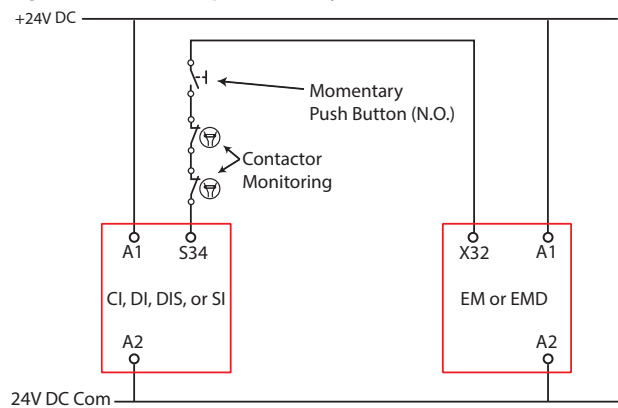 +24V DC
Momentary
Push Button (N.O.)
Contactor
Monitoring
A1 S34
X32 A1
CI, DI, DIS, or SI
EM or EMD
A2
A2
24V DC Com